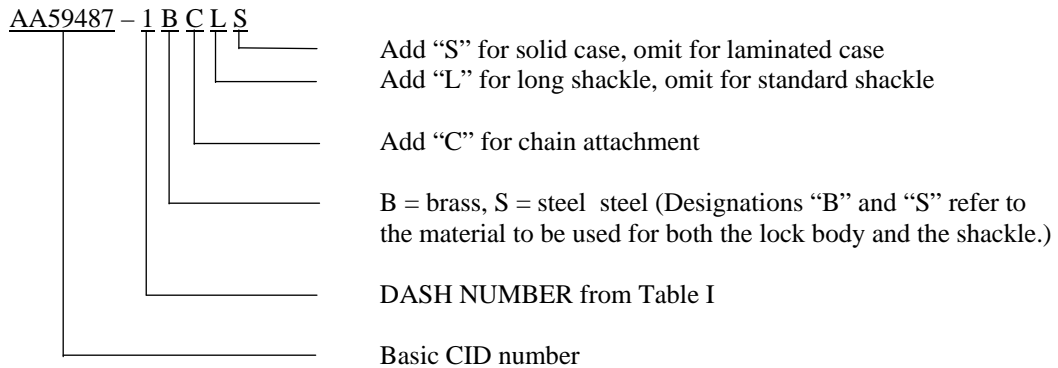 AA59487 – 1 B C L S
Add “S” for solid case, omit for laminated case
Add “L” for long shackle, omit for standard shackle
Add “C” for chain attachment
B = brass, S = steel  steel (Designations “B” and “S” refer to
the material to be used for both the lock body and the shackle.)
DASH NUMBER from Table I
Basic CID number